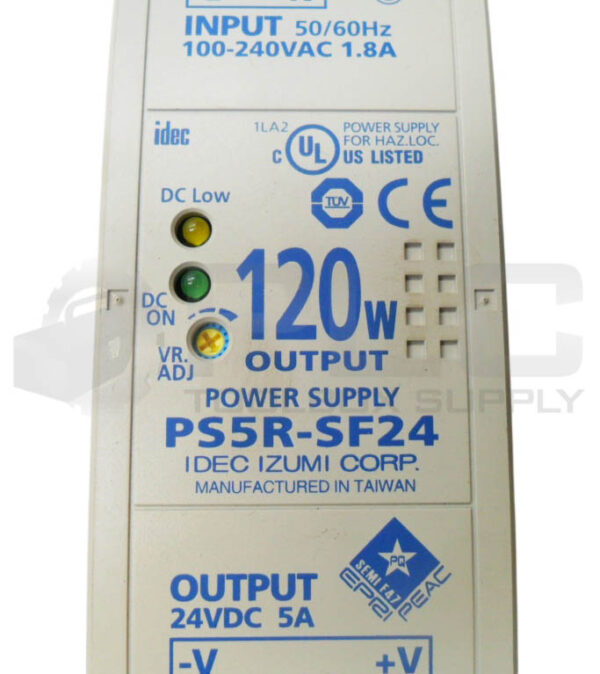 INPUT 50/60Hz
100-240VAC 1.8A
idec
1LA2
C UL US LISTED
POWER SUPPLY
FOR HAZ.LOC.
TÜV CE
DC Low
DC
ON
VR.
ADJ
120W
OUTPUT
POWER SUPPLY
PS5R-SF24
IDEC IZUMI CORP.
MANUFACTURED IN TAIWAN
TOOLBOX SUPPLY
OUTPUT
24VDC 5A
PQ
SEMI F47
EPRI PEAC
-V +V